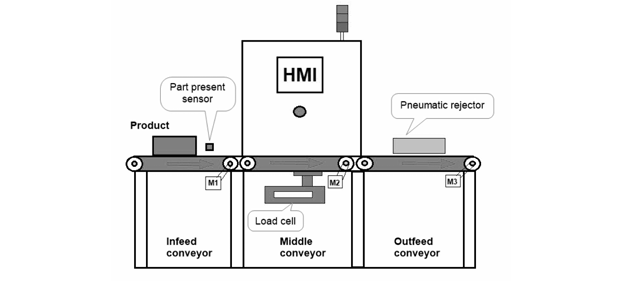 HMI
Part present
sensor
Pneumatic rejector
Product
M1
M2
M3
Load cell
Infeed
conveyor
Middle
conveyor
Outfeed
conveyor